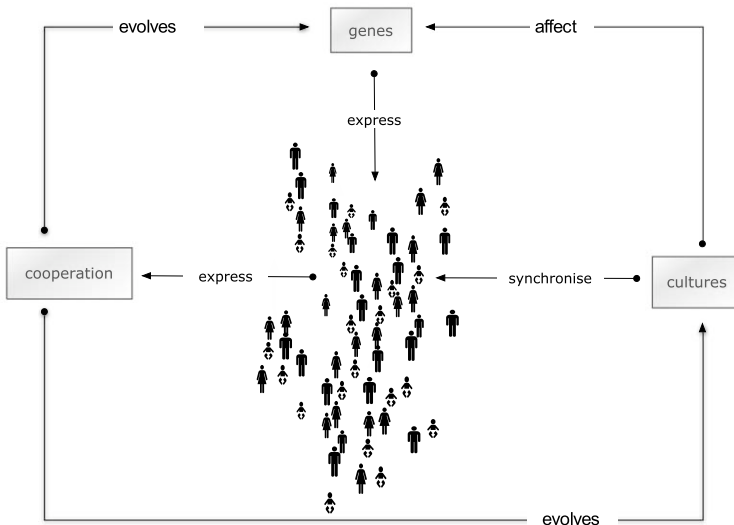 evolves
genes
affect
express
cooperation
express
synchronise
cultures
evolves